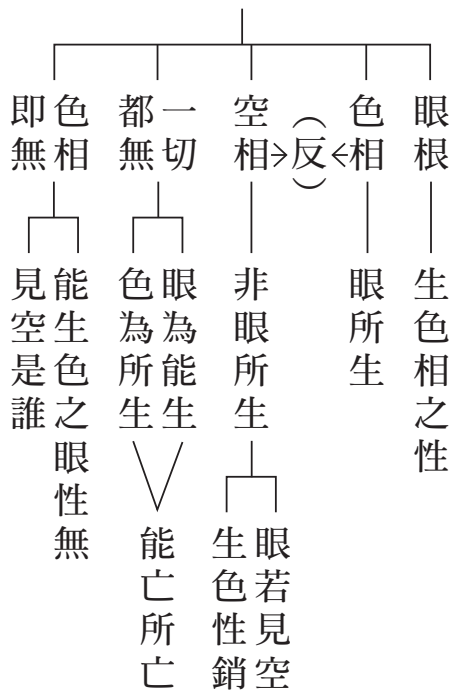 眼根
生色相之性
色相
眼所生
（反）
空相
非眼所生
眼若見空
生色性銷
一切
都無
眼為能生
色為所生
能亡所亡
色相
即無
能生色之眼性無
見空是誰